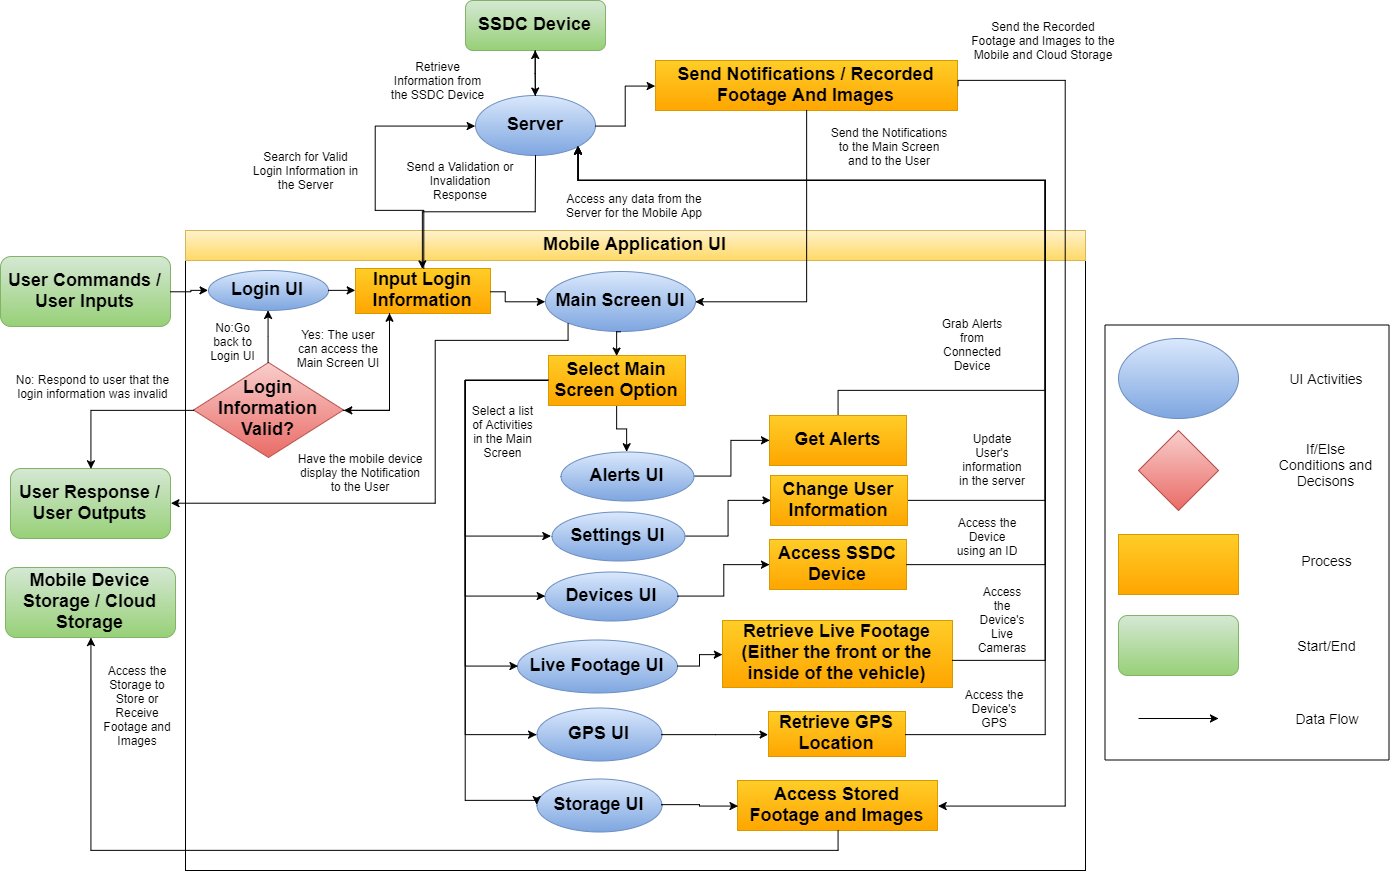 SSDC Device
Send the Recorded
Footage and Images to the
Mobile and Cloud Storage
Retrieve
Information from
the SSDC Device
Send Notifications / Recorded
Footage And Images
Server
Send the Notifications
to the Main Screen
and to the User
Search for Valid
Login Information in
the Server
Send a Validation or
Invalidation
Response
Access any data from the
Server for the Mobile App
Mobile Application UI
User Commands /
User Inputs
Login UI
Input Login
Information
Main Screen UI
No:Go
back to
Login UI
Yes: The user
can access the
Main Screen UI
Grab Alerts
from
Connected
Device
Select Main
Screen Option
No: Respond to user that the
login information was invalid
Login
Information
Valid?
Select a list
of Activities
in the Main
Screen
Get Alerts
Have the mobile device
display the Notification
to the User
Alerts UI
Update
User's
information
in the server
User Response /
User Outputs
Change User
Information
Settings UI
Access the
Device
using an ID
Access SSDC
Device
Mobile Device
Storage / Cloud
Storage
Devices UI
Access
the
Device's
Live
Cameras
Retrieve Live Footage
(Either the front or the
inside of the vehicle)
Live Footage UI
Access the
Storage to
Store or
Receive
Footage and
Images
Access the
Device's
GPS
GPS UI
Retrieve GPS
Location
Storage UI
Access Stored
Footage and Images
UI Activities
If/Else
Conditions and
Decisons
Process
Start/End
Data Flow